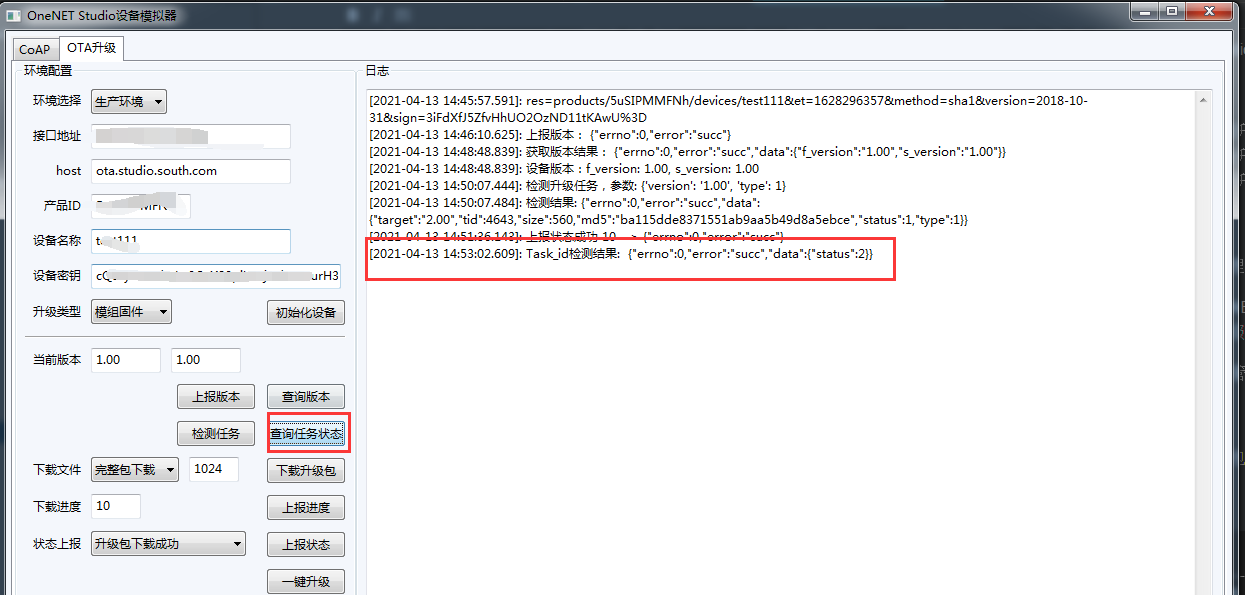 OneNET Studio设备模拟器
CoAP OTA升级
环境配置
环境选择 生产环境
接口地址
host ota.studio.south.com
产品ID
设备名称 111
设备密钥 urH3
升级类型 模组固件 初始化设备
当前版本 1.00 1.00
上报版本 查询版本
检测任务 查询任务状态
下载文件 完整包下载 1024 下载升级包
下载进度 10 上报进度
状态上报 升级包下载成功 上报状态
一键升级
日志
[2021-04-13 14:45:57.591]: res=products/5uSIPMMFNh/devices/test111&et=1628296357&method=sha1&version=2018-10-
31&sign=3iFdXfJ5ZfvHhUO2OzND11tKAwU%3D
[2021-04-13 14:46:10.625]: 上报版本： {"errno":0,"error":"succ"}
[2021-04-13 14:48:48.839]: 获取版本结果： {"errno":0,"error":"succ","data":{"f_version":"1.00","s_version":"1.00"}}
[2021-04-13 14:48:48.839]: 设备版本：f_version: 1.00, s_version: 1.00
[2021-04-13 14:50:07.444]: 检测升级任务，参数: {'version': '1.00', 'type': 1}
[2021-04-13 14:50:07.484]: 检测结果: {"errno":0,"error":"succ","data":
{"target":"2.00","tid":4643,"size":560,"md5":"ba115dde8371551ab9aa5b49d8a5ebce","status":1,"type":1}}
[2021-04-13 14:51:36.143]: 上报状态成功 10 --> {"errno":0,"error":"succ"}
[2021-04-13 14:53:02.609]: Task_id检测结果: {"errno":0,"error":"succ","data":{"status":2}}